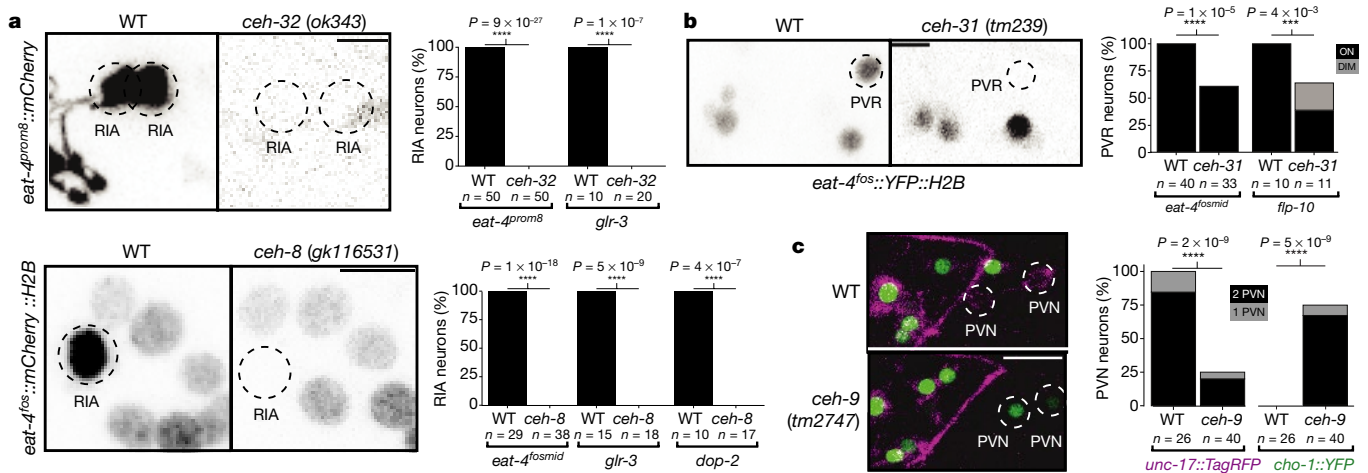 a
WT
ceh-32 (ok343)
eat-4prom8::mCherry
RIA
RIA
RIA
RIA
P = 9 × 10–27
****
P = 1 × 10–7
****
RIA neurons (%)
100
75
50
25
0
WT ceh-32 WT ceh-32
n = 50 n = 50 n = 10 n = 20
eat-4prom8
glr-3
WT
ceh-8 (gk116531)
eat-4fos::mCherry ::H2B
RIA
RIA
P = 1 × 10–18
****
P = 5 × 10–9
****
P = 4 × 10–7
****
RIA neurons (%)
100
75
50
25
0
WT ceh-8 WT ceh-8 WT ceh-8
n = 29 n = 38 n = 15 n = 18 n = 10 n = 17
eat-4fosmid
glr-3
dop-2
b
WT
ceh-31 (tm239)
PVR
PVR
eat-4fos::YFP::H2B
P = 1 × 10–5
****
P = 4 × 10–3
***
PVR neurons (%)
100
75
50
25
0
ON
DIM
WT ceh-31 WT ceh-31
n = 40 n = 33 n = 10 n = 11
eat-4fosmid
flp-10
c
WT
PVN
PVN
ceh-9
(tm2747)
PVN
PVN
P = 2 × 10–9
****
P = 5 × 10–9
****
PVN neurons (%)
100
75
50
25
0
2 PVN
1 PVN
WT ceh-9 WT ceh-9
n = 26 n = 40 n = 26 n = 40
unc-17::TagRFP
cho-1::YFP